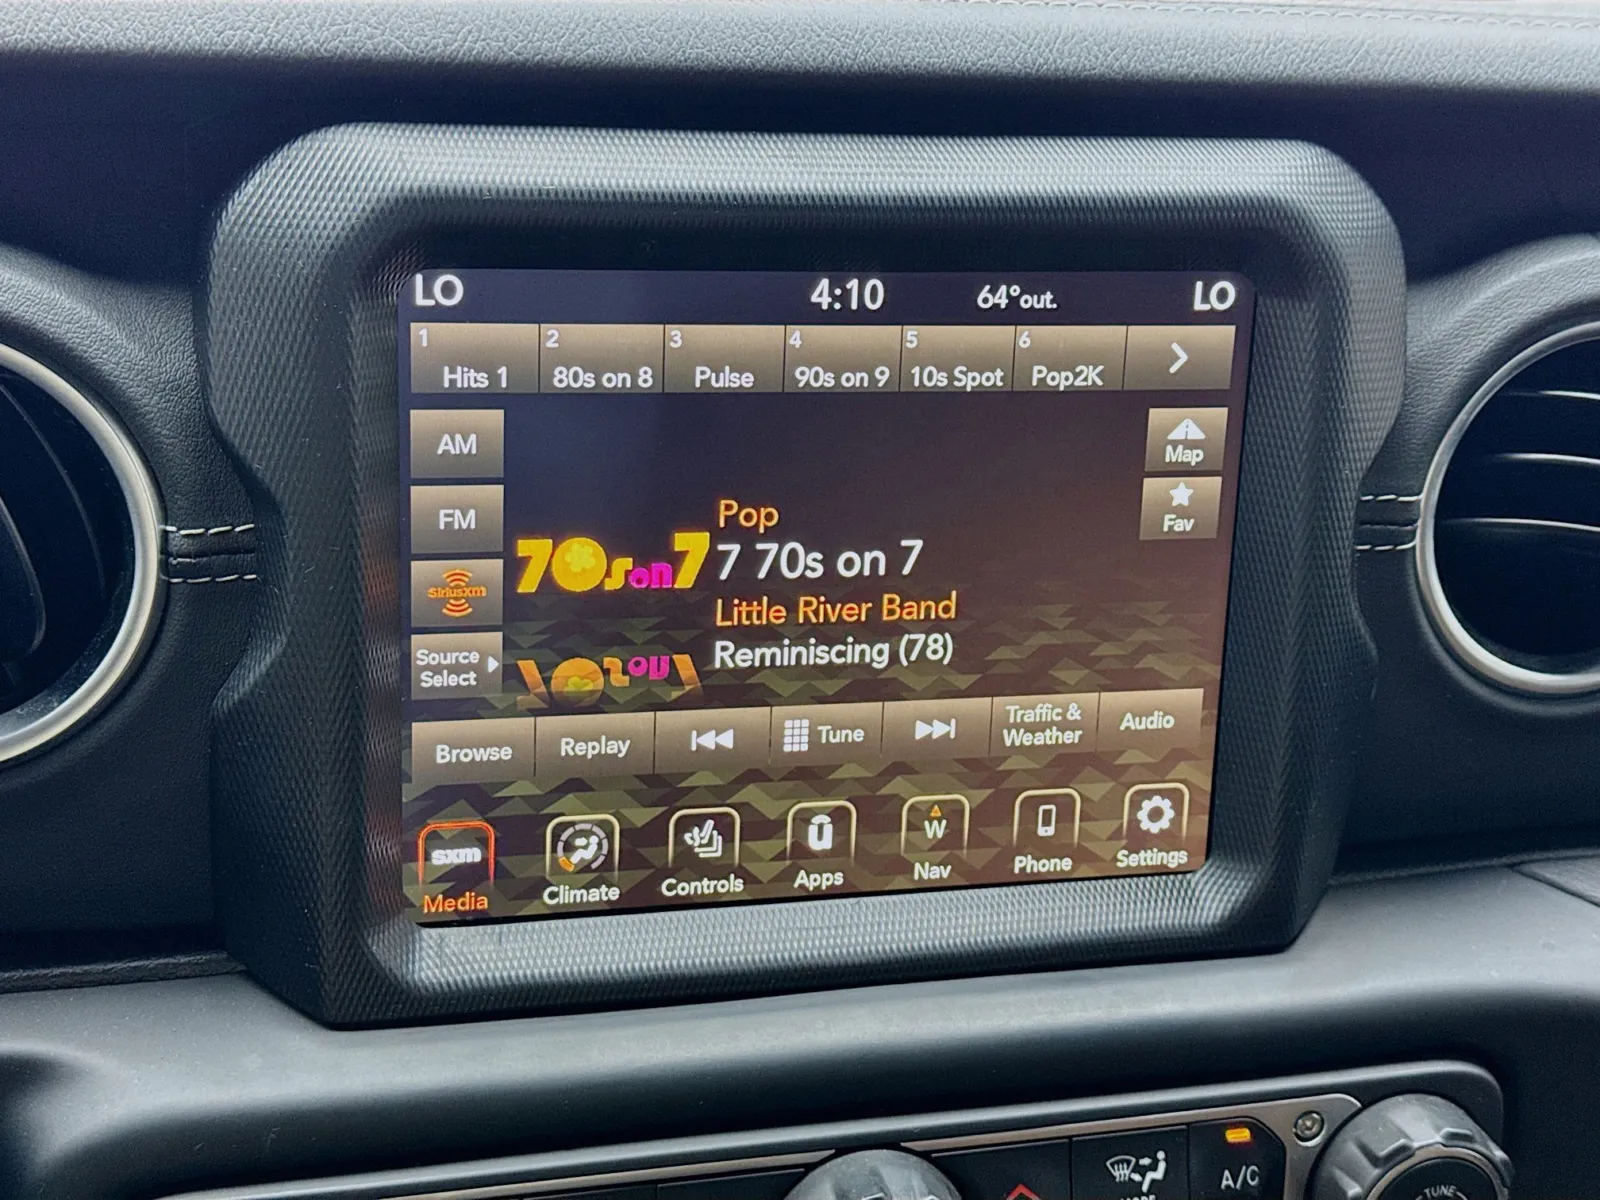 LO 4:10 64°out. LO
1 2 3 4 5 6
Hits 1 80s on 8 Pulse 90s on 9 10s Spot Pop2K
AM
Map
FM
Fav
Pop
70s on 7
7 70s on 7
siriusxm
Little River Band
Source
Select
Reminiscing (78)
Browse Replay Tune Traffic &
Weather Audio
sxm
Media
Climate
Controls
Apps
W
Nav
Phone
Settings
A/C
TUNE